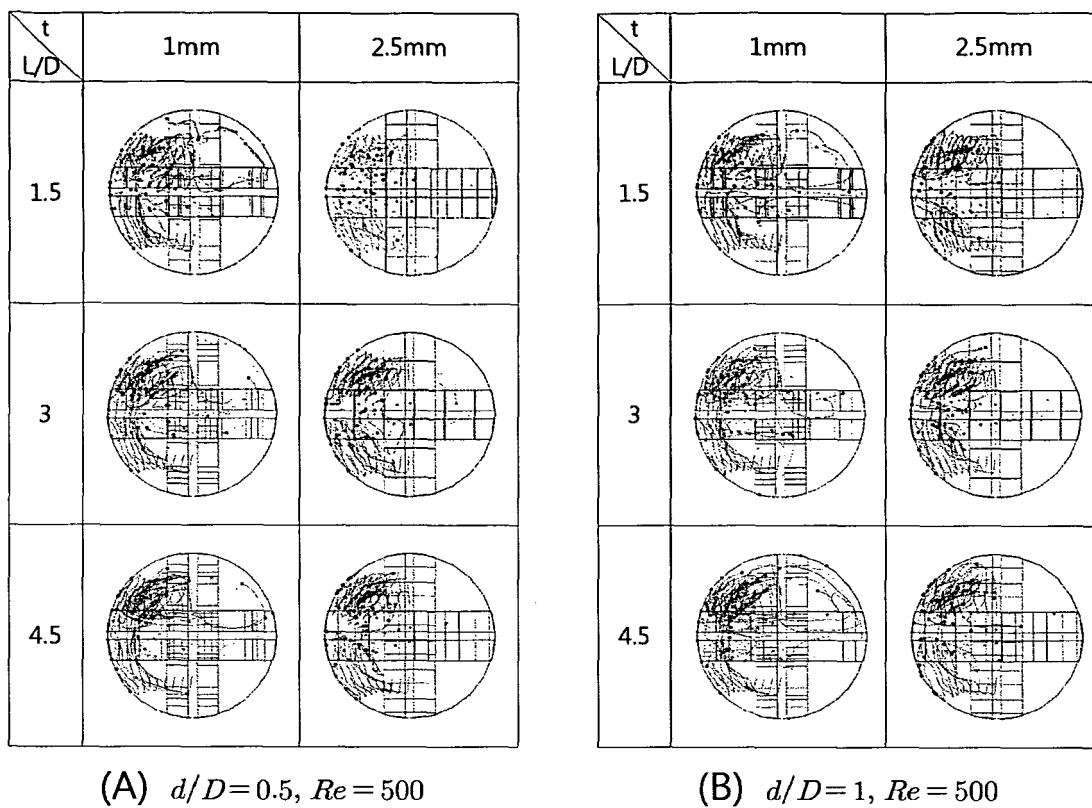 t
L/D
1mm
2.5mm
1.5
3
4.5
(A) d/D=0.5, Re=500
t
L/D
1mm
2.5mm
1.5
3
4.5
(B) d/D=1, Re=500